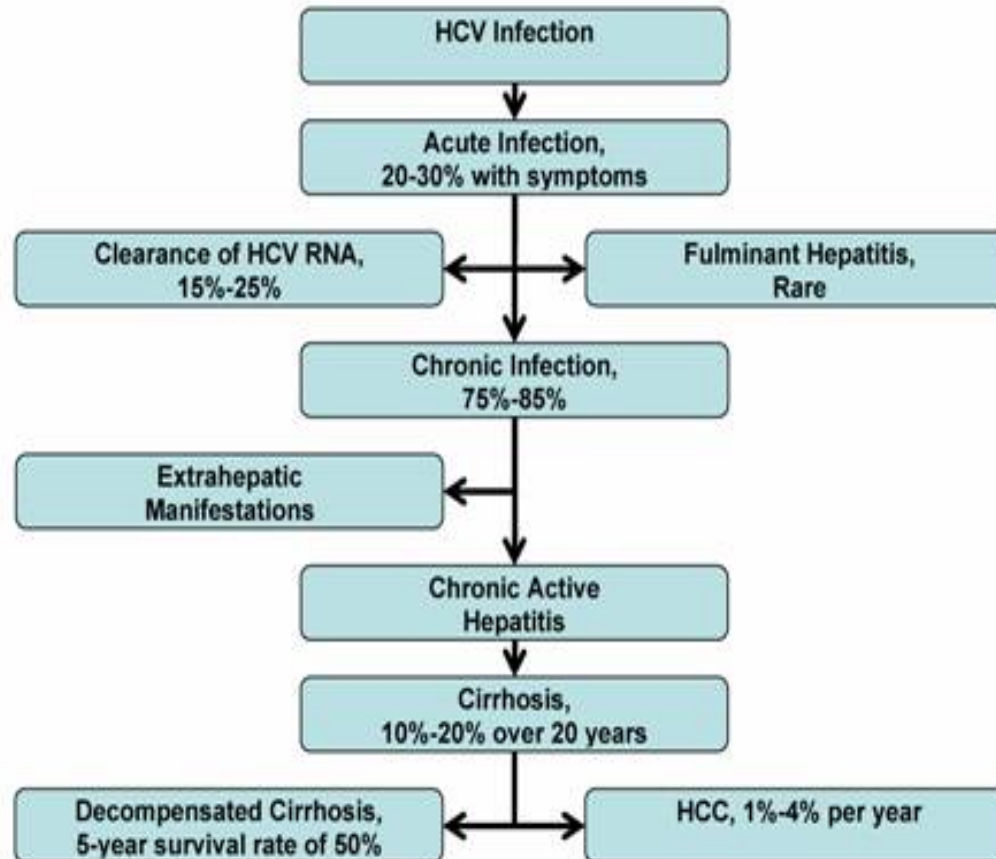 HCV Infection
Acute Infection,
20-30% with symptoms
Clearance of HCV RNA,
15%-25%
Fulminant Hepatitis,
Rare
Chronic Infection,
75%-85%
Extrahepatic
Manifestations
Chronic Active
Hepatitis
Cirrhosis,
10%-20% over 20 years
Decompensated Cirrhosis,
5-year survival rate of 50%
HCC, 1%-4% per year